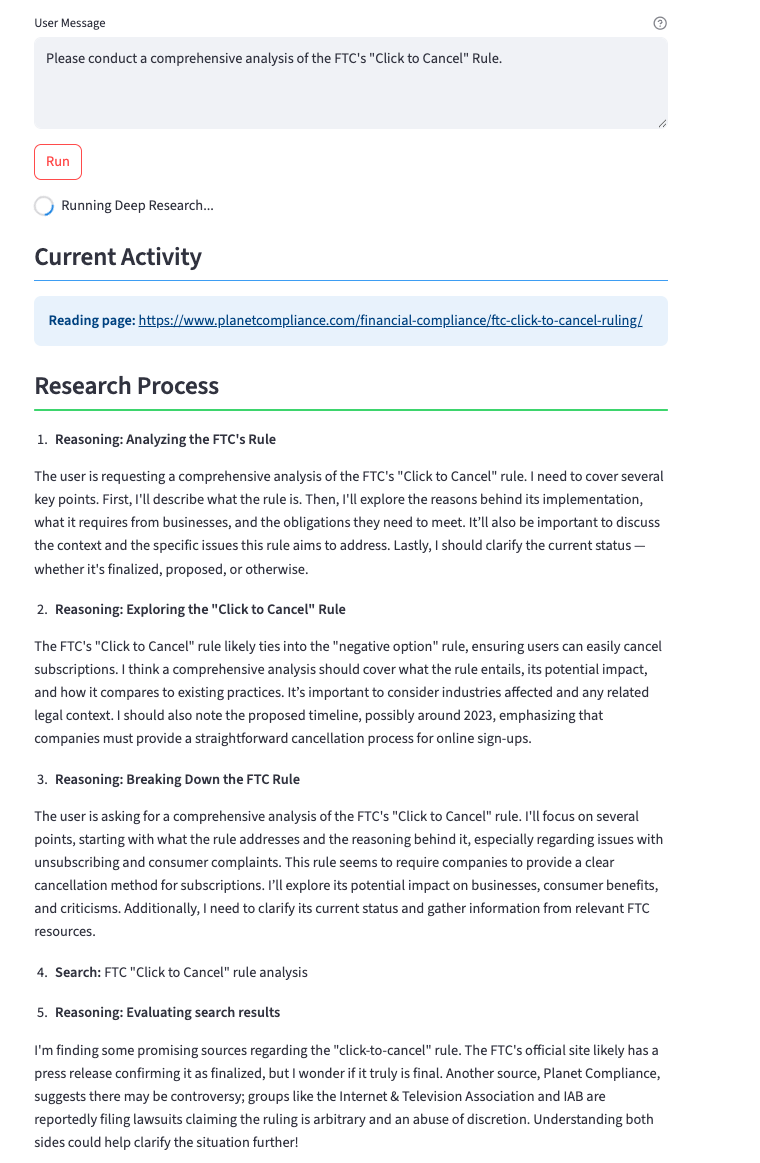 User Message
Please conduct a comprehensive analysis of the FTC's "Click to Cancel" Rule.
Run
Running Deep Research...
Current Activity
Reading page: https://www.planetcompliance.com/financial-compliance/ftc-click-to-cancel-ruling/
Research Process
1. Reasoning: Analyzing the FTC's Rule
The user is requesting a comprehensive analysis of the FTC's "Click to Cancel" rule. I need to cover several
key points. First, I'll describe what the rule is. Then, I'll explore the reasons behind its implementation,
what it requires from businesses, and the obligations they need to meet. It’ll also be important to discuss
the context and the specific issues this rule aims to address. Lastly, I should clarify the current status —
whether it's finalized, proposed, or otherwise.
2. Reasoning: Exploring the "Click to Cancel" Rule
The FTC's "Click to Cancel" rule likely ties into the "negative option" rule, ensuring users can easily cancel
subscriptions. I think a comprehensive analysis should cover what the rule entails, its potential impact,
and how it compares to existing practices. It’s important to consider industries affected and any related
legal context. I should also note the proposed timeline, possibly around 2023, emphasizing that
companies must provide a straightforward cancellation process for online sign-ups.
3. Reasoning: Breaking Down the FTC Rule
The user is asking for a comprehensive analysis of the FTC's "Click to Cancel" rule. I'll focus on several
points, starting with what the rule addresses and the reasoning behind it, especially regarding issues with
unsubscribing and consumer complaints. This rule seems to require companies to provide a clear
cancellation method for subscriptions. I’ll explore its potential impact on businesses, consumer benefits,
and criticisms. Additionally, I need to clarify its current status and gather information from relevant FTC
resources.
4. Search: FTC "Click to Cancel" rule analysis
5. Reasoning: Evaluating search results
I'm finding some promising sources regarding the "click-to-cancel" rule. The FTC's official site likely has a
press release confirming it as finalized, but I wonder if it truly is final. Another source, Planet Compliance,
suggests there may be controversy; groups like the Internet & Television Association and IAB are
reportedly filing lawsuits claiming the ruling is arbitrary and an abuse of discretion. Understanding both
sides could help clarify the situation further!